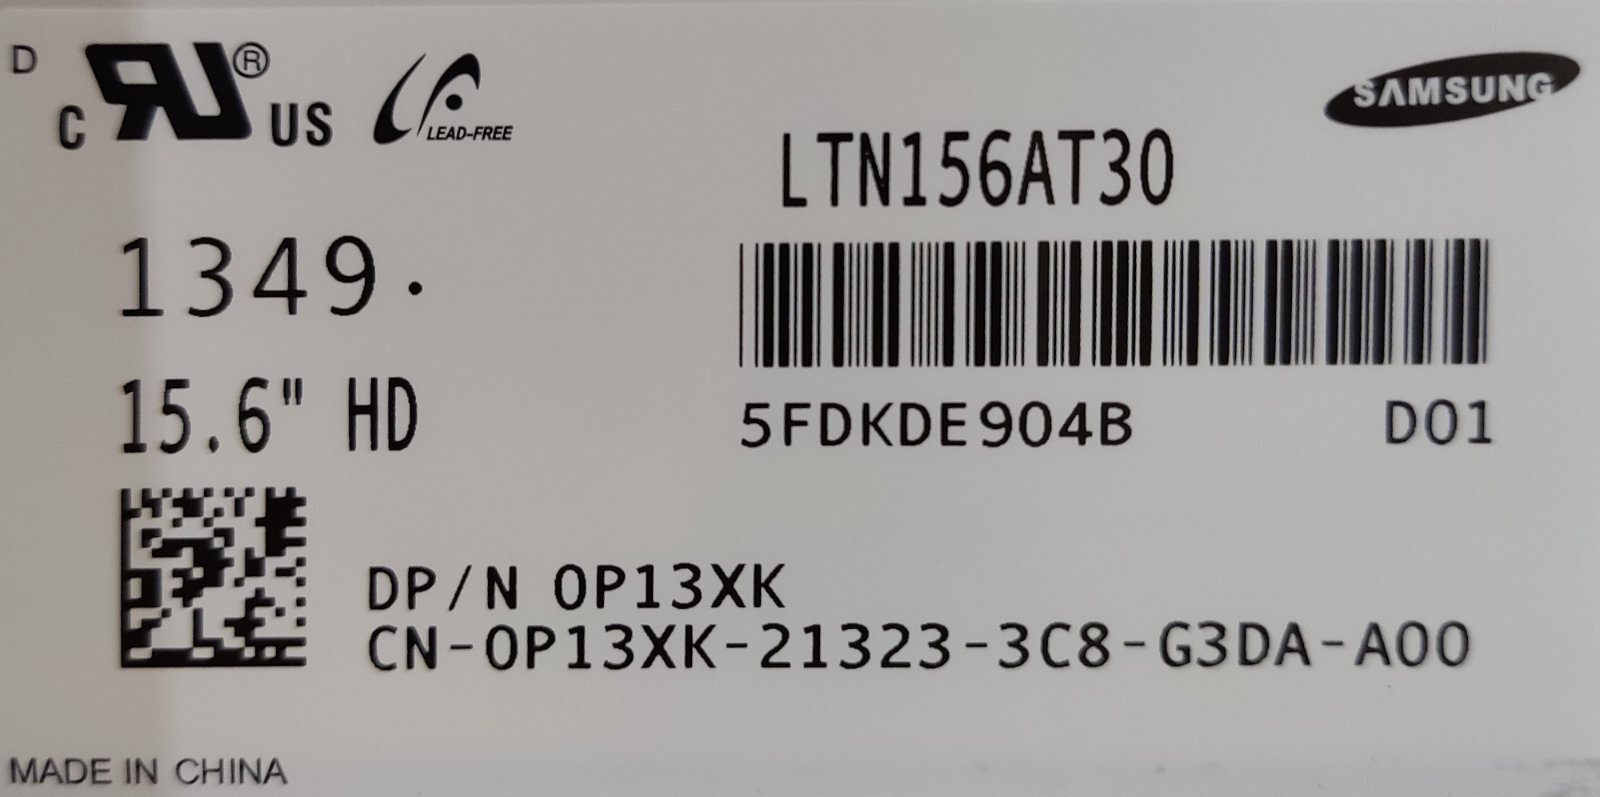 D
C RU ® US LEAD-FREE
SAMSUNG
LTN156AT30
1349.
15.6" HD
5FDKDE904B D01
DP/N 0P13XK
CN-0P13XK-21323-3C8-G3DA-A00
MADE IN CHINA